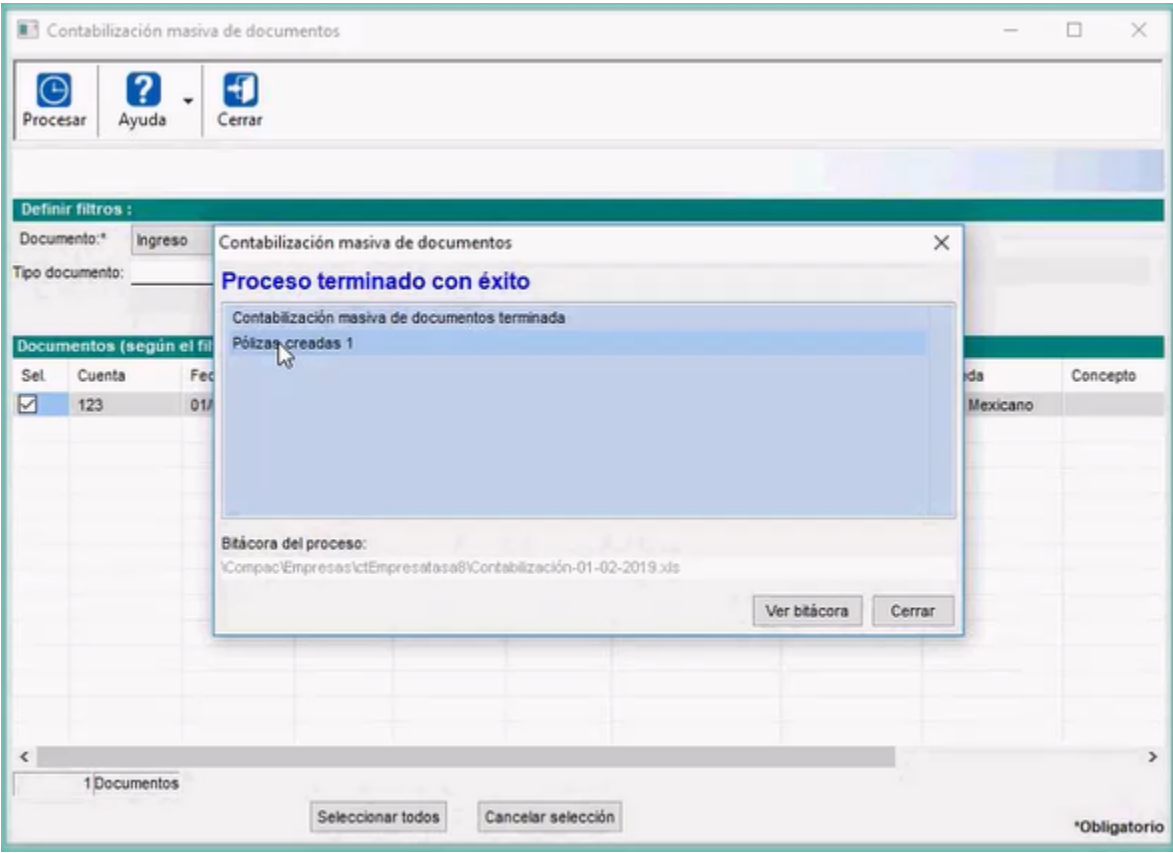 Contabilización masiva de documentos
Procesar Ayuda Cerrar
Definir filtros :
Documento:* Ingreso
Tipo documento:
Contabilización masiva de documentos
Proceso terminado con éxito
Contabilización masiva de documentos terminada
Pólizas creadas 1
Bitácora del proceso:
\Compac\Empresas\ctEmpresatasa8\Contabilización-01-02-2019.xls
Ver bitácora Cerrar
Documentos (según el fil
Sel. Cuenta Fec da Concepto
123 01/ Mexicano
1 Documentos
Seleccionar todos Cancelar selección
*Obligatorio